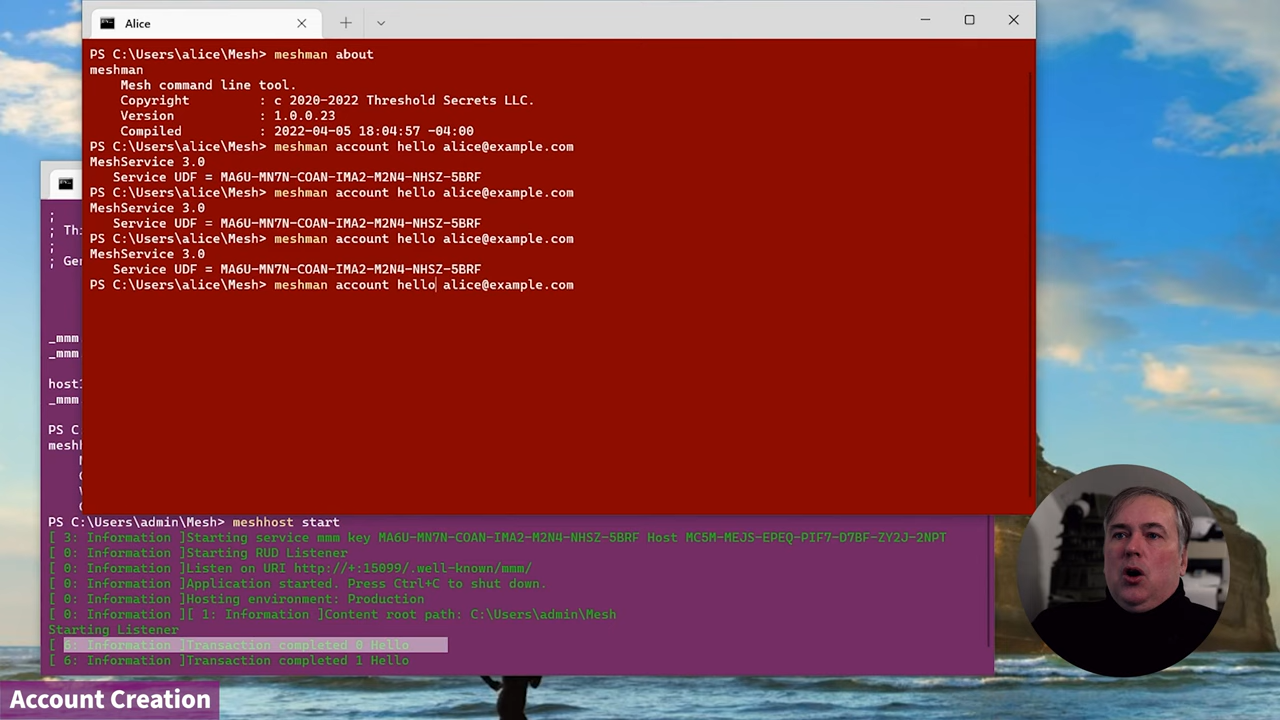 Alice
PS C:\Users\alice\Mesh> meshman about
meshman
Mesh command line tool.
Copyright : c 2020-2022 Threshold Secrets LLC.
Version : 1.0.0.23
Compiled : 2022-04-05 18:04:57 -04:00
PS C:\Users\alice\Mesh> meshman account hello alice@example.com
MeshService 3.0
Service UDF = MA6U-MN7N-COAN-IMA2-M2N4-NHSZ-5BRF
PS C:\Users\alice\Mesh> meshman account hello alice@example.com
MeshService 3.0
Service UDF = MA6U-MN7N-COAN-IMA2-M2N4-NHSZ-5BRF
PS C:\Users\alice\Mesh> meshman account hello alice@example.com
MeshService 3.0
Service UDF = MA6U-MN7N-COAN-IMA2-M2N4-NHSZ-5BRF
PS C:\Users\alice\Mesh> meshman account hello alice@example.com
;
; Thi
;
; Gen
_mmm
_mmm
host1
_mmm
PS C
meshh
PS C:\Users\admin\Mesh> meshhost start
[ 3: Information ]Starting service mmm key MA6U-MN7N-COAN-IMA2-M2N4-NHSZ-5BRF Host MC5M-MEJS-EPEQ-PIF7-D7BF-ZY2J-2NPT
[ 0: Information ]Starting RUD Listener
[ 0: Information ]Listen on URI http://+:15099/.well-known/mmm/
[ 0: Information ]Application started. Press Ctrl+C to shut down.
[ 0: Information ]Hosting environment: Production
[ 0: Information ][ 1: Information ]Content root path: C:\Users\admin\Mesh
Starting Listener
[ 6: Information ]Transaction completed 0 Hello
[ 6: Information ]Transaction completed 1 Hello
Account Creation